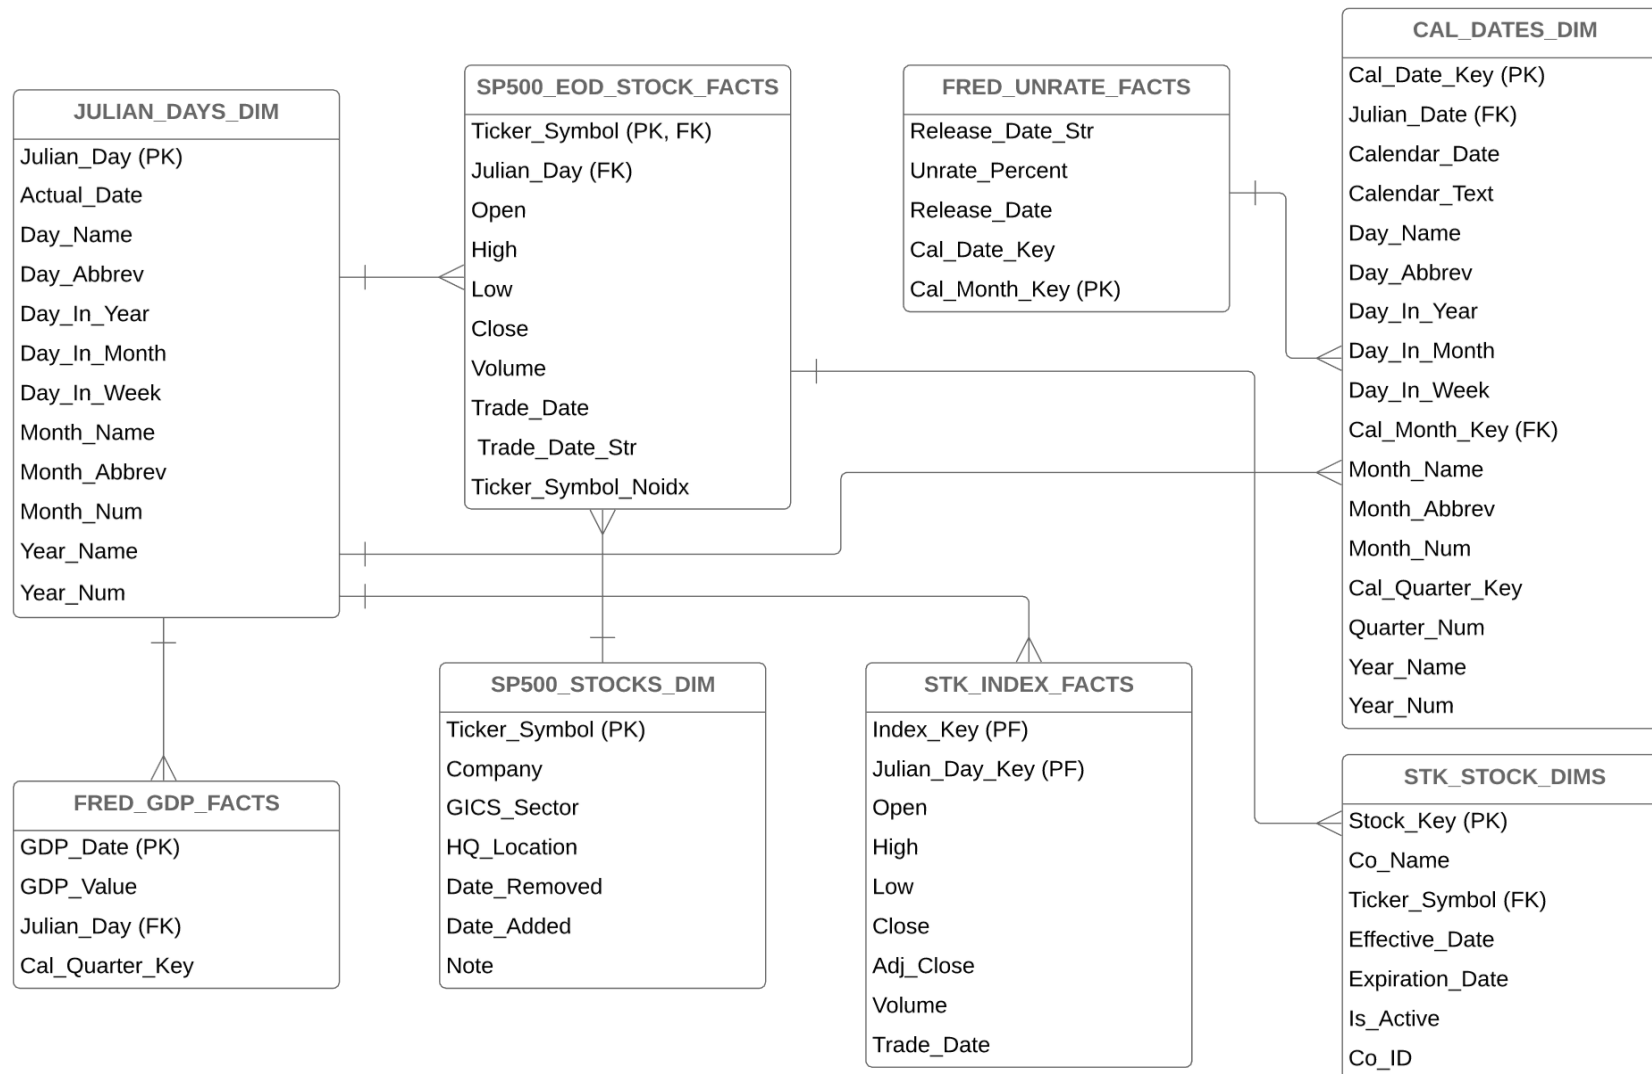 JULIAN_DAYS_DIM
Julian_Day (PK)
Actual_Date
Day_Name
Day_Abbrev
Day_In_Year
Day_In_Month
Day_In_Week
Month_Name
Month_Abbrev
Month_Num
Year_Name
Year_Num
SP500_EOD_STOCK_FACTS
Ticker_Symbol (PK, FK)
Julian_Day (FK)
Open
High
Low
Close
Volume
Trade_Date
Trade_Date_Str
Ticker_Symbol_Noidx
FRED_UNRATE_FACTS
Release_Date_Str
Unrate_Percent
Release_Date
Cal_Date_Key
Cal_Month_Key (PK)
CAL_DATES_DIM
Cal_Date_Key (PK)
Julian_Date (FK)
Calendar_Date
Calendar_Text
Day_Name
Day_Abbrev
Day_In_Year
Day_In_Month
Day_In_Week
Cal_Month_Key (FK)
Month_Name
Month_Abbrev
Month_Num
Cal_Quarter_Key
Quarter_Num
Year_Name
Year_Num
FRED_GDP_FACTS
GDP_Date (PK)
GDP_Value
Julian_Day (FK)
Cal_Quarter_Key
SP500_STOCKS_DIM
Ticker_Symbol (PK)
Company
GICS_Sector
HQ_Location
Date_Removed
Date_Added
Note
STK_INDEX_FACTS
Index_Key (PF)
Julian_Day_Key (PF)
Open
High
Low
Close
Adj_Close
Volume
Trade_Date
STK_STOCK_DIMS
Stock_Key (PK)
Co_Name
Ticker_Symbol (FK)
Effective_Date
Expiration_Date
Is_Active
Co_ID